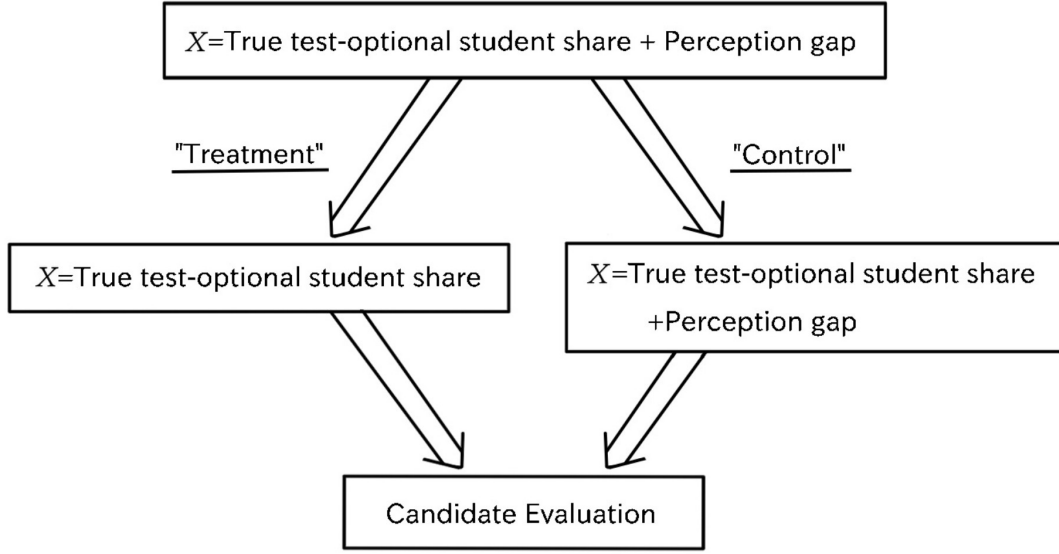 X=True test-optional student share + Perception gap
"Treatment"
"Control"
X=True test-optional student share
X=True test-optional student share
+Perception gap
Candidate Evaluation